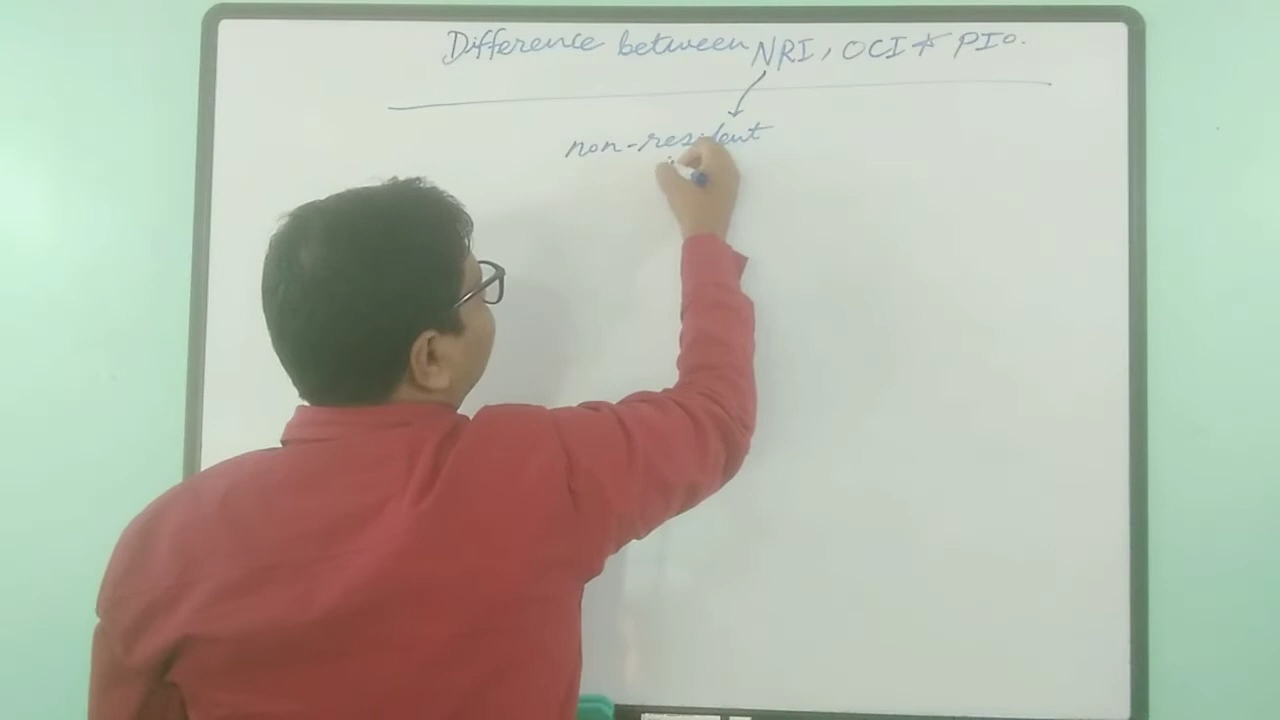 Difference between NRI, OCI & PIO.
non-resident